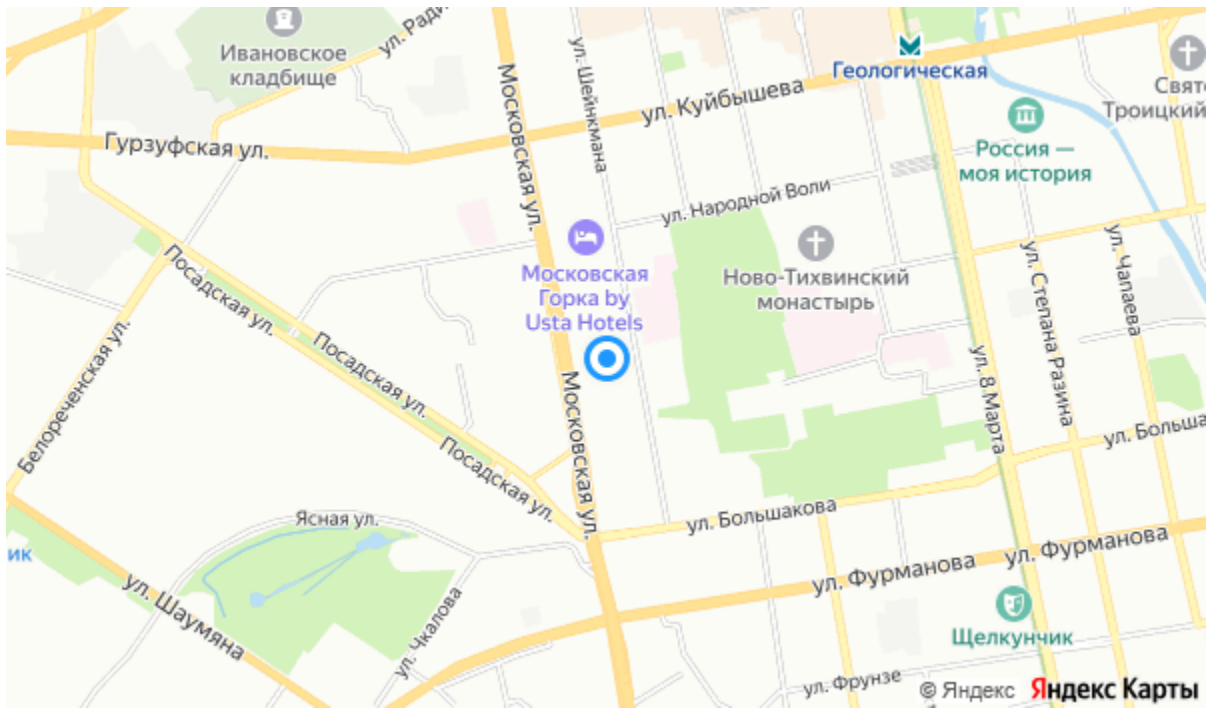 Ивановское
кладбище
ул. Ради
ул. Шейнкмана
Московская ул.
ул. Куйбышева
Геологическая
Свято
Троицкий
Россия —
моя история
Гурзуфская ул.
ул. Народной Воли
Московская
Горка by
Usta Hotels
Ново-Тихвинский
монастырь
ул. Степана Разина
ул. Чапаева
Посадская ул.
Посадская ул.
Посадская ул.
Белореченская ул.
Московская ул.
ул. 8 Марта
ул. Больша
ул. Большакова
Ясная ул.
ик
ул. Шаумяна
ул. Чкалова
ул. Фурманова
ул. Фурманова
Щелкунчик
ул. Фрунзе
© Яндекс Яндекс Карты